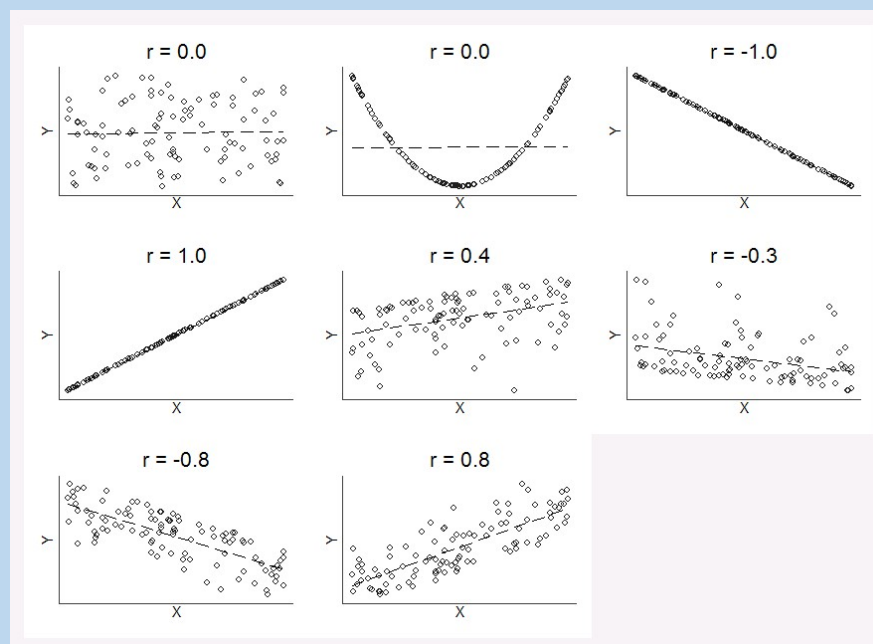 r = 0.0
r = 0.0
r = -1.0
Y
X
Y
X
Y
X
r = 1.0
r = 0.4
r = -0.3
Y
X
Y
X
Y
X
r = -0.8
r = 0.8
Y
X
Y
X